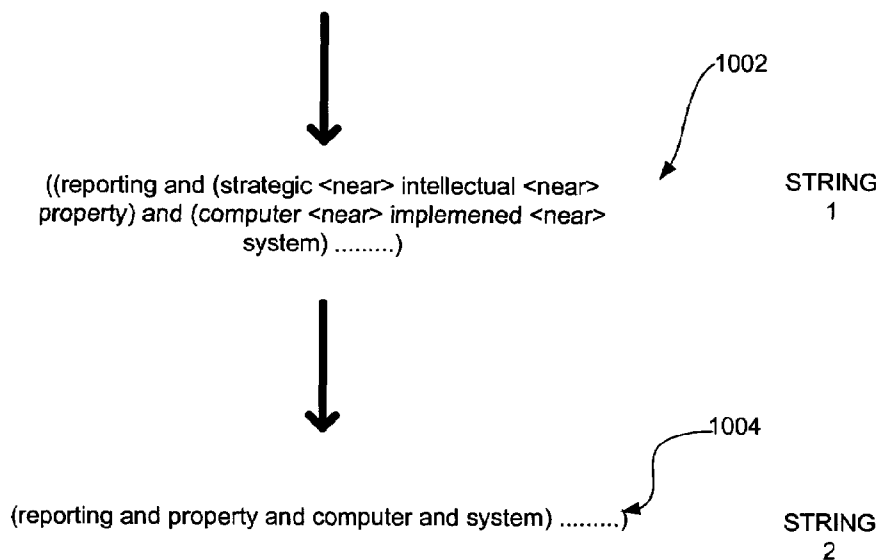 1002
((reporting and (strategic <near> intellectual <near>
property) and (computer <near> implemened <near>
system) .........)
STRING
1
1004
(reporting and property and computer and system) .........)
STRING
2